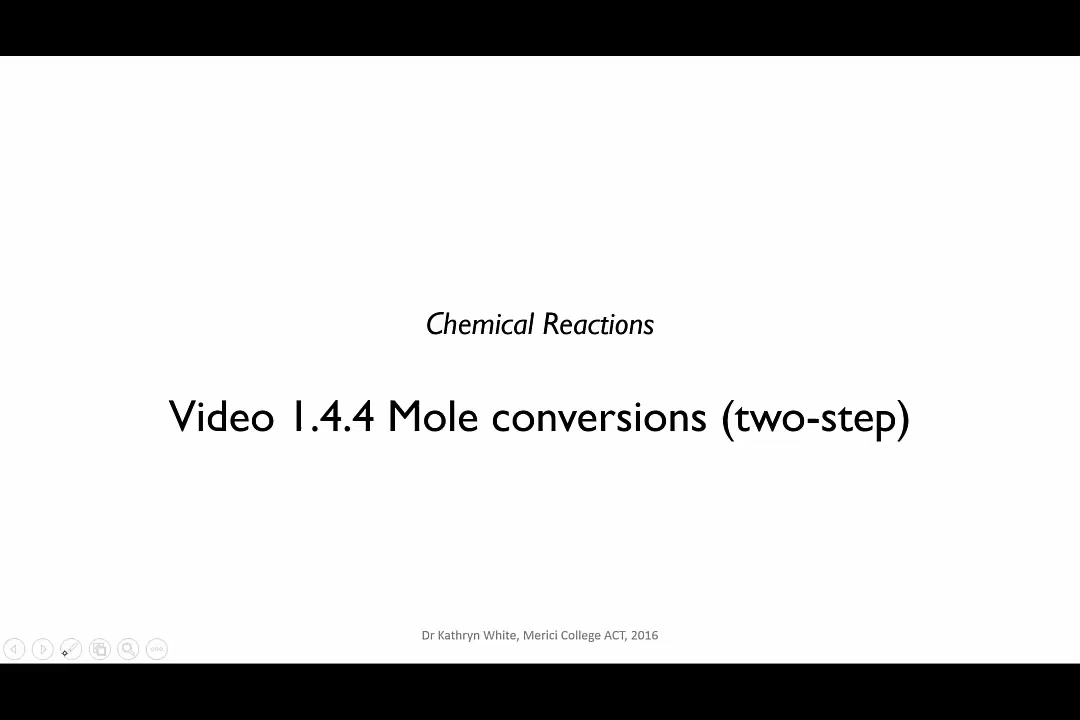 Chemical Reactions
Video 1.4.4 Mole conversions (two-step)
Dr Kathryn White, Merici College ACT, 2016